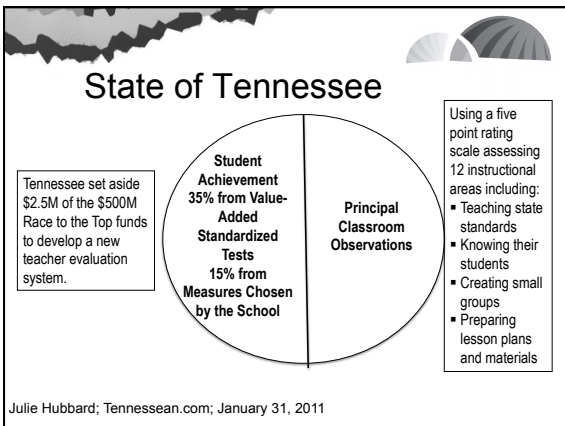 State of Tennessee
Tennessee set aside
$2.5M of the $500M
Race to the Top funds
to develop a new
teacher evaluation
system.
Student
Achievement
35% from Value-
Added
Standardized
Tests
15% from
Measures Chosen
by the School
Principal
Classroom
Observations
Using a five
point rating
scale assessing
12 instructional
areas including:
▪ Teaching state
standards
▪ Knowing their
students
▪ Creating small
groups
▪ Preparing
lesson plans
and materials
Julie Hubbard; Tennessean.com; January 31, 2011